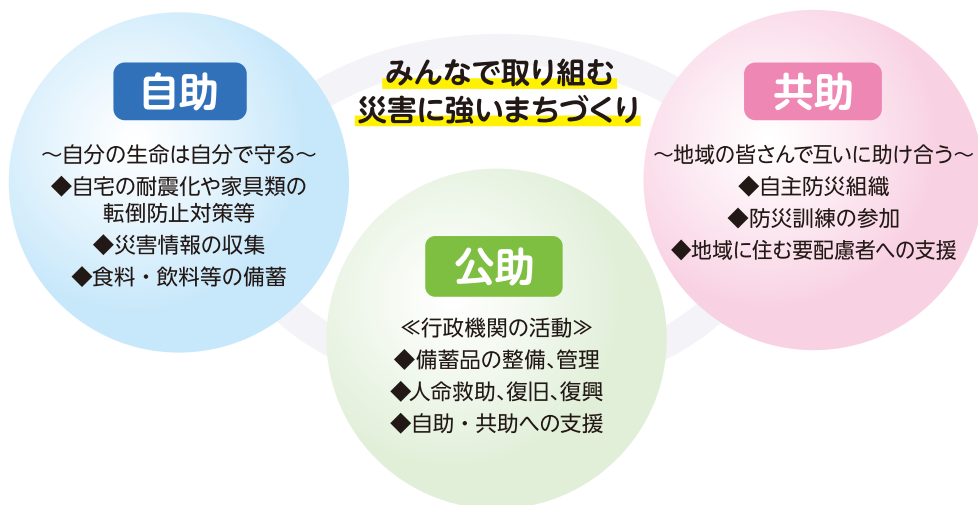 みんなで取り組む
災害に強いまちづくり
自助
～自分の生命は自分で守る～
◆自宅の耐震化や家具類の
転倒防止対策等
◆災害情報の収集
◆食料・飲料等の備蓄
共助
～地域の皆さんで互いに助け合う～
◆自主防災組織
◆防災訓練の参加
◆地域に住む要配慮者への支援
公助
≪行政機関の活動≫
◆備蓄品の整備、管理
◆人命救助、復旧、復興
◆自助・共助への支援